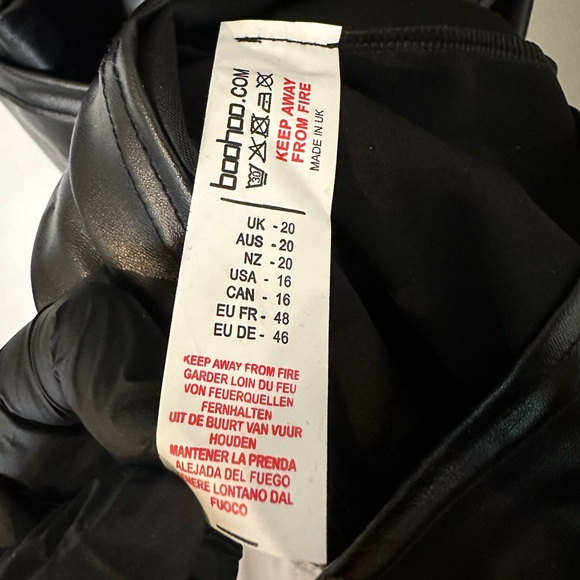 boohoo.COM
30
KEEP AWAY
FROM FIRE
MADE IN UK
UK - 20
AUS - 20
NZ - 20
USA - 16
CAN - 16
EU FR - 48
EU DE - 46
KEEP AWAY FROM FIRE
GARDER LOIN DU FEU
VON FEUERQUELLEN
FERNHALTEN
UIT DE BUURT VAN VUUR
HOUDEN
MANTENER LA PRENDA
ALEJADA DEL FUEGO
LONTANO DAL
FUOCO